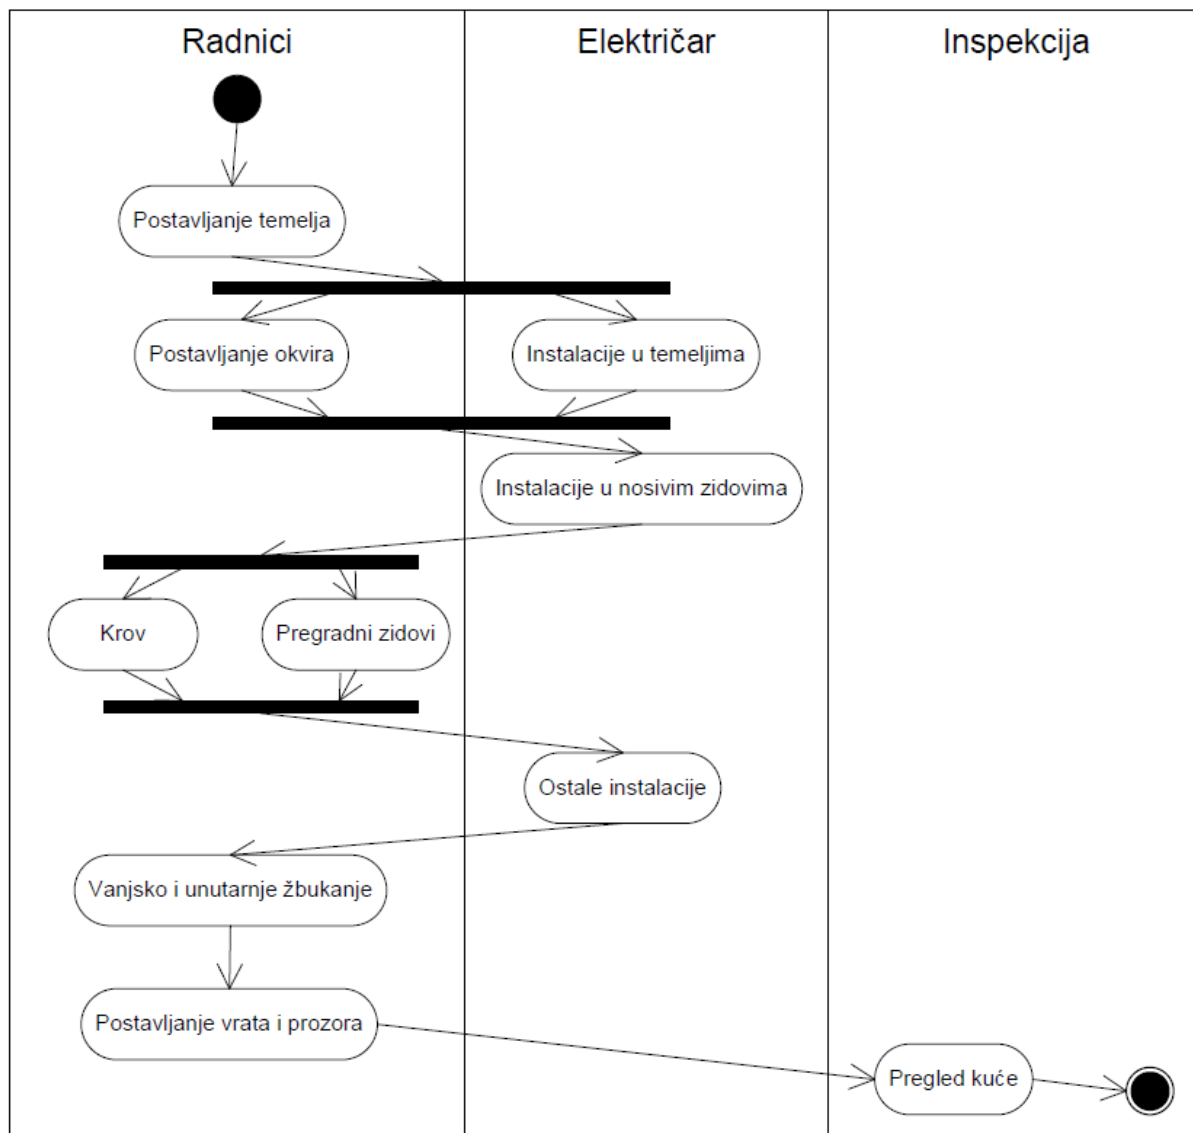 Radnici
Električar
Inspekcija
Postavljanje temelja
Postavljanje okvira
Instalacije u temeljima
Instalacije u nosivim zidovima
Krov
Pregradni zidovi
Ostale instalacije
Vanjsko i unutarnje žbukanje
Postavljanje vrata i prozora
Pregled kuće